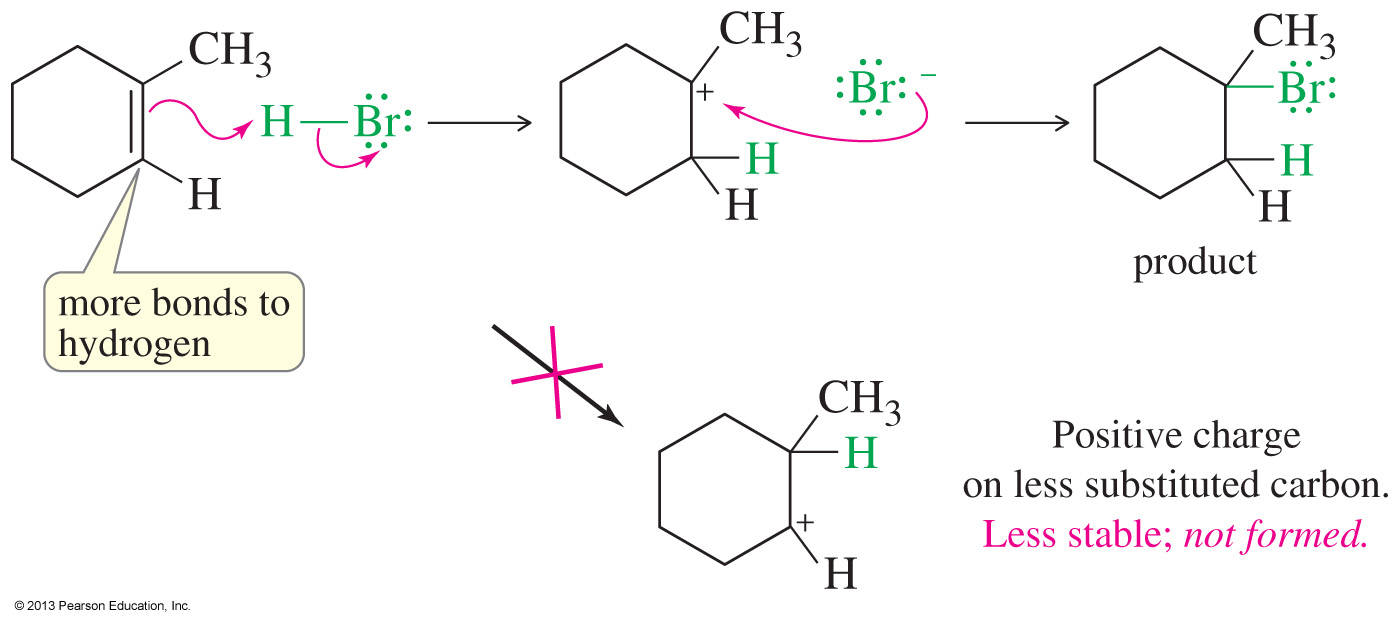 CH3
H—Br:
H
more bonds to
hydrogen
CH3
+
H
H
:Br: −
CH3
Br:
H
H
product
CH3
H
+
H
Positive charge
on less substituted carbon.
Less stable; not formed.
© 2013 Pearson Education, Inc.